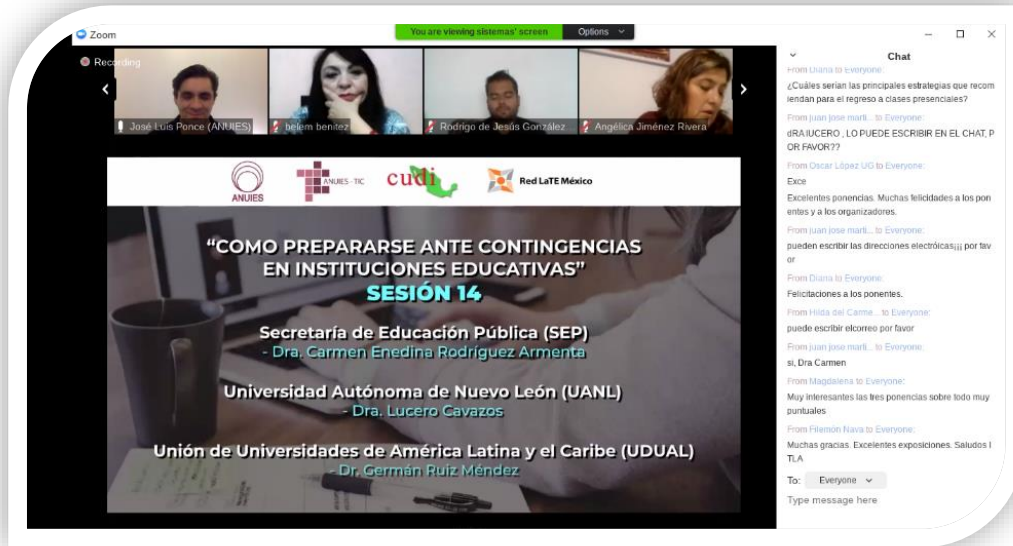 Zoom
You are viewing sistemas' screen
Options
Recording
José Luis Ponce (ANUIES)
belem benitez
Rodrigo de Jesús González ...
Angélica Jiménez Rivera
ANUIES
ANUIES - TIC
cudi
Red LaTE México
“COMO PREPARARSE ANTE CONTINGENCIAS
EN INSTITUCIONES EDUCATIVAS”
SESIÓN 14
Secretaría de Educación Pública (SEP)
- Dra. Carmen Enedina Rodríguez Armenta
Universidad Autónoma de Nuevo León (UANL)
- Dra. Lucero Cavazos
Unión de Universidades de América Latina y el Caribe (UDUAL)
- Dr. Germán Ruiz Méndez
Chat
From Diana to Everyone:
¿Cuáles serían las principales estrategias que recom
iendan para el regreso a clases presenciales?
From juan jose marti... to Everyone:
dRA lUCERO , LO PUEDE ESCRIBIR EN EL CHAT, P
OR FAVOR??
From Oscar López UG to Everyone:
Exce
Excelentes ponencias. Muchas felicidades a los pon
entes y a los organizadores.
From juan jose marti... to Everyone:
pueden escribir las direcciones electróicas¡¡¡ por fav
or
From Diana to Everyone:
Felicitaciones a los ponentes.
From Hilda del Carme... to Everyone:
puede escribir elcorreo por favor
From juan jose marti... to Everyone:
si, Dra Carmen
From Magdalena to Everyone:
Muy interesantes las tres ponencias sobre todo muy
puntuales
From Filemón Nava to Everyone:
Muchas gracias. Excelentes exposiciones. Saludos I
TLA
To: Everyone
Type message here